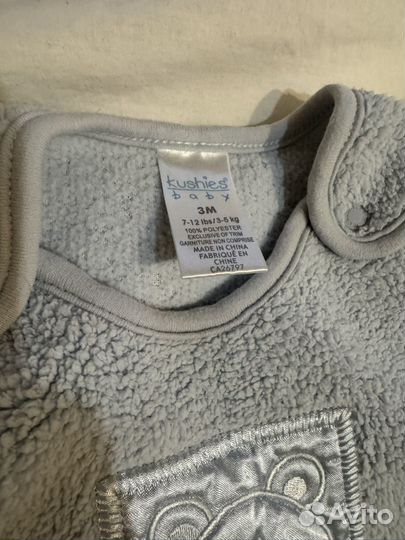 kushies®
baby
3M
7-12 lbs/3-5 kg
100% POLYESTER
EXCLUSIVE OF TRIM
GARNITURE NON COMPRISE
MADE IN CHINA
FABRIQUÉ EN
CHINE
CA26797
Avito